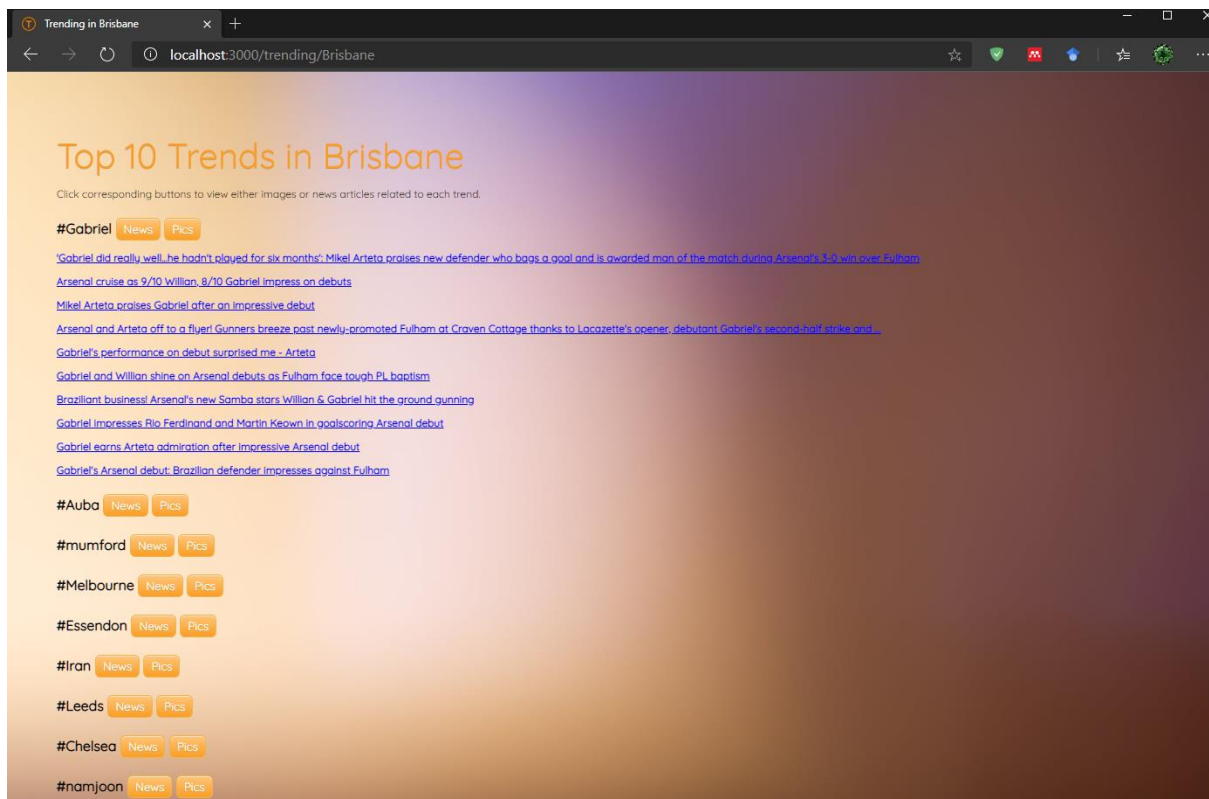 Trending in Brisbane
localhost:3000/trending/Brisbane
Top 10 Trends in Brisbane
Click corresponding buttons to view either images or news articles related to each trend.
#Gabriel News Pics
'Gabriel did really well...he hadn't played for six months': Mikel Arteta praises new defender who bags a goal and is awarded man of the match during Arsenal's 3-0 win over Fulham
Arsenal cruise as 9/10 Willian, 8/10 Gabriel impress on debuts
Mikel Arteta praises Gabriel after an impressive debut
Arsenal and Arteta off to a flyer! Gunners breeze past newly-promoted Fulham at Craven Cottage thanks to Lacazette's opener, debutant Gabriel's second-half strike and ...
Gabriel's performance on debut surprised me - Arteta
Gabriel and Willian shine on Arsenal debuts as Fulham face tough PL baptism
Braziliant business! Arsenal's new Samba stars Willian & Gabriel hit the ground gunning
Gabriel impresses Rio Ferdinand and Martin Keown in goalscoring Arsenal debut
Gabriel earns Arteta admiration after impressive Arsenal debut
Gabriel's Arsenal debut: Brazilian defender impresses against Fulham
#Auba News Pics
#mumford News Pics
#Melbourne News Pics
#Essendon News Pics
#Iran News Pics
#Leeds News Pics
#Chelsea News Pics
#namjoon News Pics